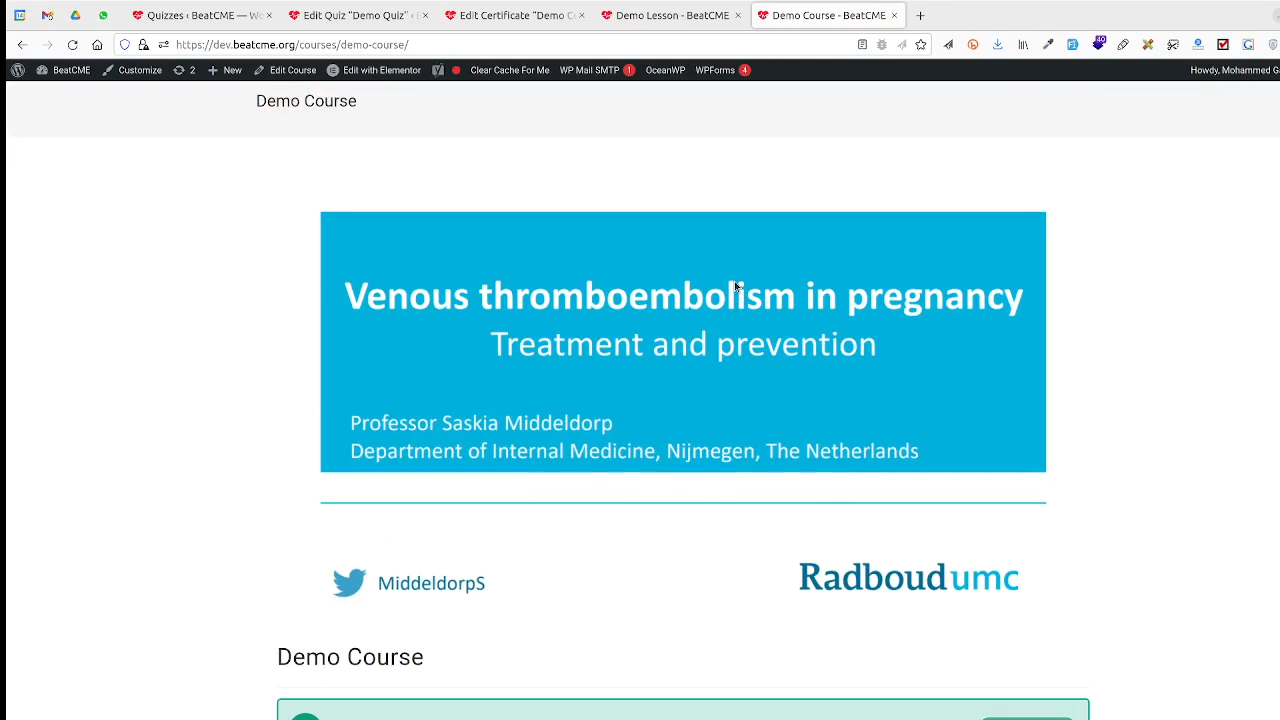 Quizzes ‹ BeatCME — Wo
Edit Quiz "Demo Quiz" ‹
Edit Certificate "Demo C
Demo Lesson - BeatCME
Demo Course - BeatCME
https://dev.beatcme.org/courses/demo-course/
40
BeatCME
Customize
2
New
Edit Course
Edit with Elementor
Clear Cache For Me
WP Mail SMTP 1
OceanWP
WPForms 4
Howdy, Mohammed G
Demo Course
Venous thromboembolism in pregnancy
Treatment and prevention
Professor Saskia Middeldorp
Department of Internal Medicine, Nijmegen, The Netherlands
MiddeldorpS
Radboudumc
Demo Course